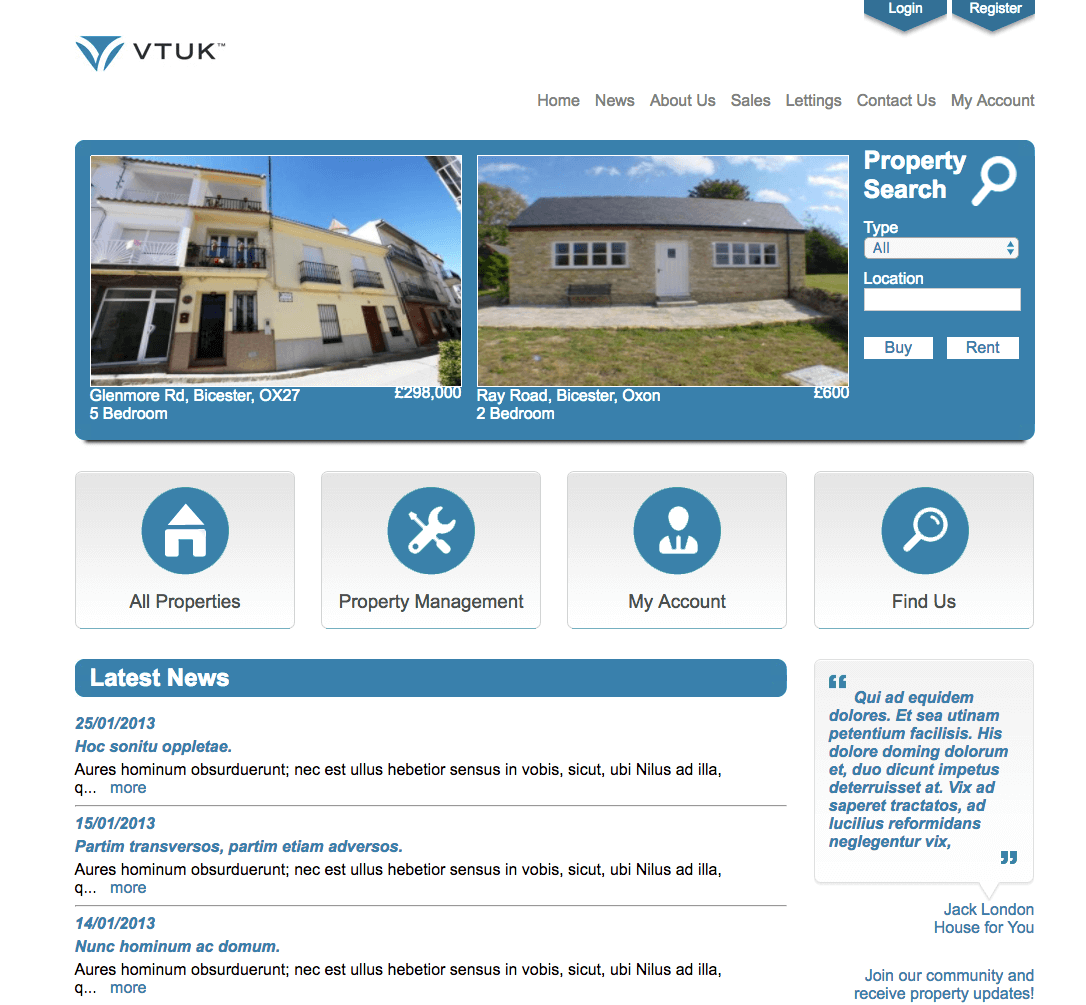 Login Register
VTUK™
Home News About Us Sales Lettings Contact Us My Account
Glenmore Rd, Bicester, OX27 £298,000
5 Bedroom
Ray Road, Bicester, Oxon £600
2 Bedroom
Property
Search
Type
All
Location
Buy Rent
All Properties
Property Management
My Account
Find Us
Latest News
25/01/2013
Hoc sonitu oppletae.
Aures hominum obsurduerunt; nec est ullus hebetior sensus in vobis, sicut, ubi Nilus ad illa,
q... more
15/01/2013
Partim transversos, partim etiam adversos.
Aures hominum obsurduerunt; nec est ullus hebetior sensus in vobis, sicut, ubi Nilus ad illa,
q... more
14/01/2013
Nunc hominum ac domum.
Aures hominum obsurduerunt; nec est ullus hebetior sensus in vobis, sicut, ubi Nilus ad illa,
q... more
“ Qui ad equidem
dolores. Et sea utinam
petentium facilisis. His
dolore doming dolorum
et, duo dicunt impetus
deterruisset at. Vix ad
saperet tractatos, ad
lucilius reformidans
neglegentur vix,
”
Jack London
House for You
Join our community and
receive property updates!